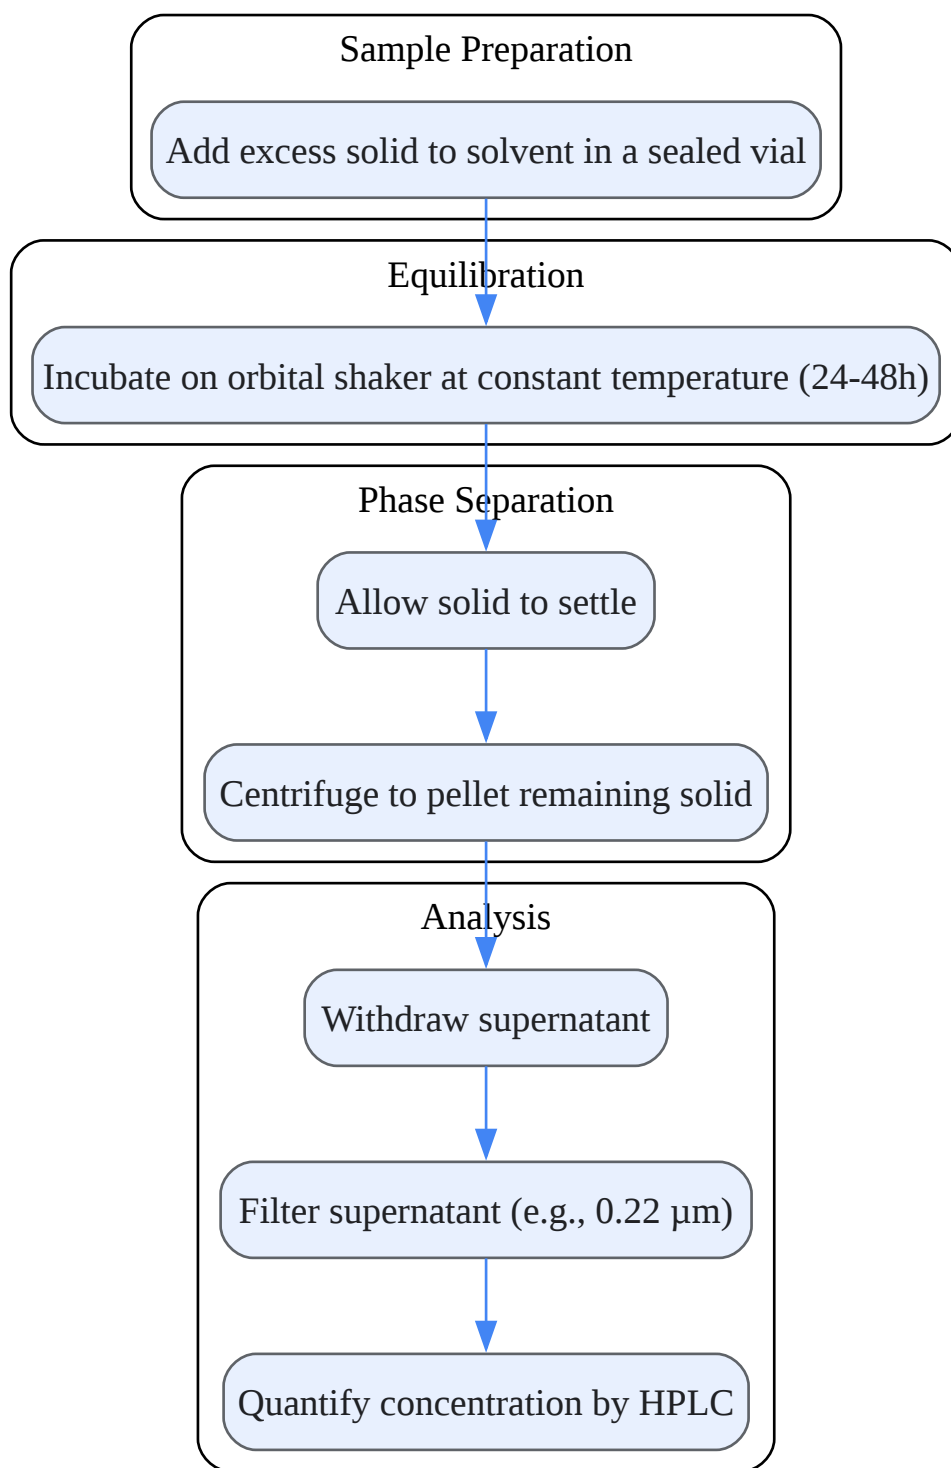 Sample Preparation
Add excess solid to solvent in a sealed vial
Equilibration
Incubate on orbital shaker at constant temperature (24-48h)
Phase Separation
Allow solid to settle
Centrifuge to pellet remaining solid
Analysis
Withdraw supernatant
Filter supernatant (e.g., 0.22 µm)
Quantify concentration by HPLC